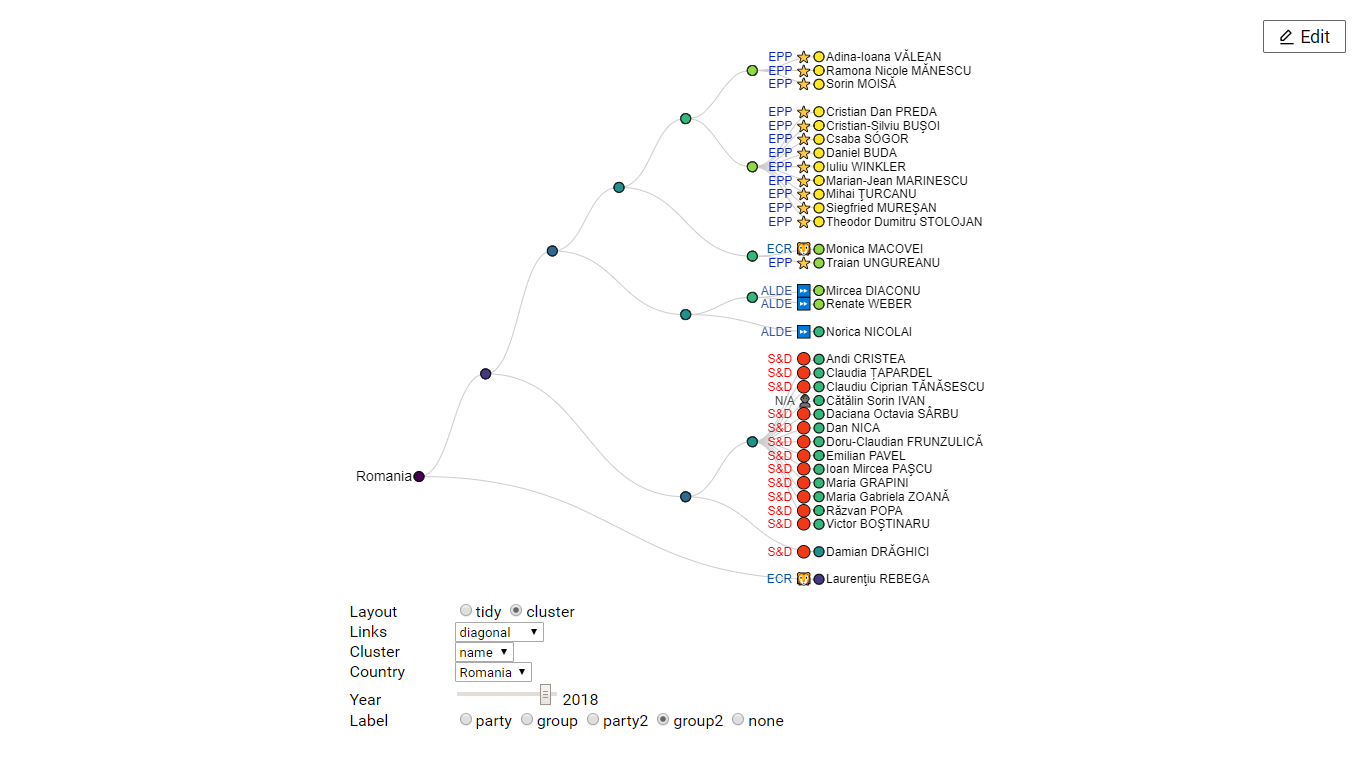 Edit
EPP Adina-Ioana VĂLEAN
EPP Ramona Nicole MĂNESCU
EPP Sorin MOISĂ
EPP Cristian Dan PREDA
EPP Cristian-Silviu BUŞOI
EPP Csaba SÓGOR
EPP Daniel BUDA
EPP Iuliu WINKLER
EPP Marian-Jean MARINESCU
EPP Mihai ŢURCANU
EPP Siegfried MUREŞAN
EPP Theodor Dumitru STOLOJAN
ECR Monica MACOVEI
EPP Traian UNGUREANU
ALDE Mircea DIACONU
ALDE Renate WEBER
ALDE Norica NICOLAI
S&D Andi CRISTEA
S&D Claudia ȚAPARDEL
S&D Claudiu Ciprian TĂNĂSESCU
N/A Cătălin Sorin IVAN
S&D Daciana Octavia SÂRBU
S&D Dan NICA
S&D Doru-Claudian FRUNZULICĂ
S&D Emilian PAVEL
S&D Ioan Mircea PAŞCU
S&D Maria GRAPINI
S&D Maria Gabriela ZOANĂ
S&D Răzvan POPA
S&D Victor BOŞTINARU
S&D Damian DRĂGHICI
ECR Laurenţiu REBEGA
Romania
Layout tidy cluster
Links diagonal
Cluster name
Country Romania
Year 2018
Label party group party2 group2 none